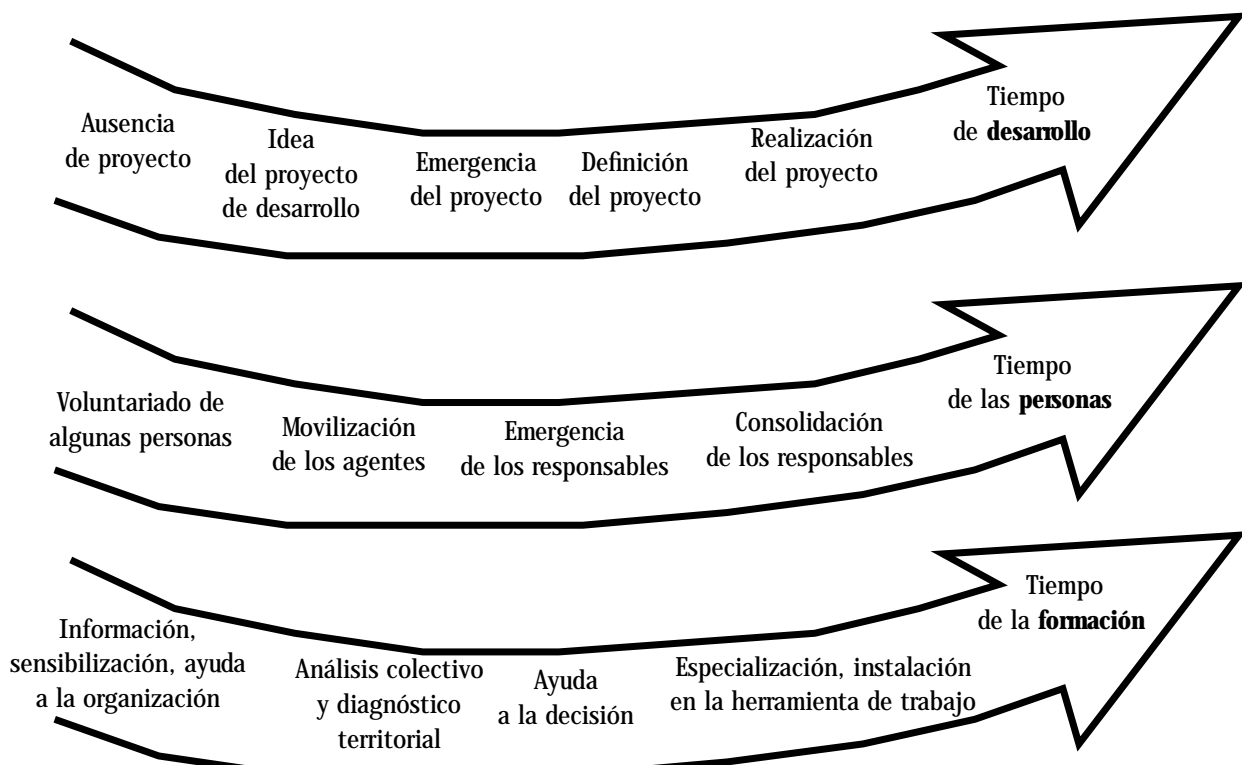 Ausencia
de proyecto
Idea
del proyecto
de desarrollo
Emergencia
del proyecto
Definición
del proyecto
Realización
del proyecto
Tiempo
de desarrollo
Voluntariado de
algunas personas
Movilización
de los agentes
Emergencia
de los responsables
Consolidación
de los responsables
Tiempo
de las personas
Información,
sensibilización, ayuda
a la organización
Análisis colectivo
y diagnóstico
territorial
Ayuda
a la decisión
Especialización, instalación
en la herramienta de trabajo
Tiempo
de la formación